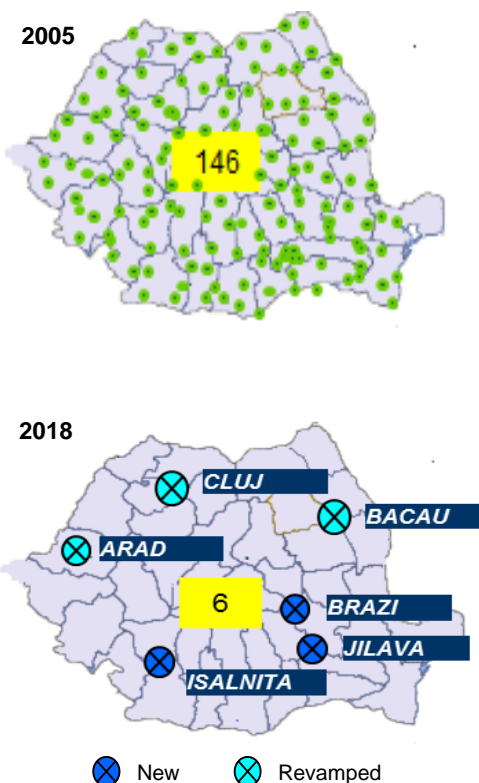 2005
146
2018
CLUJ
BACAU
ARAD
6
BRAZI
JILAVA
ISALNITA
New Revamped